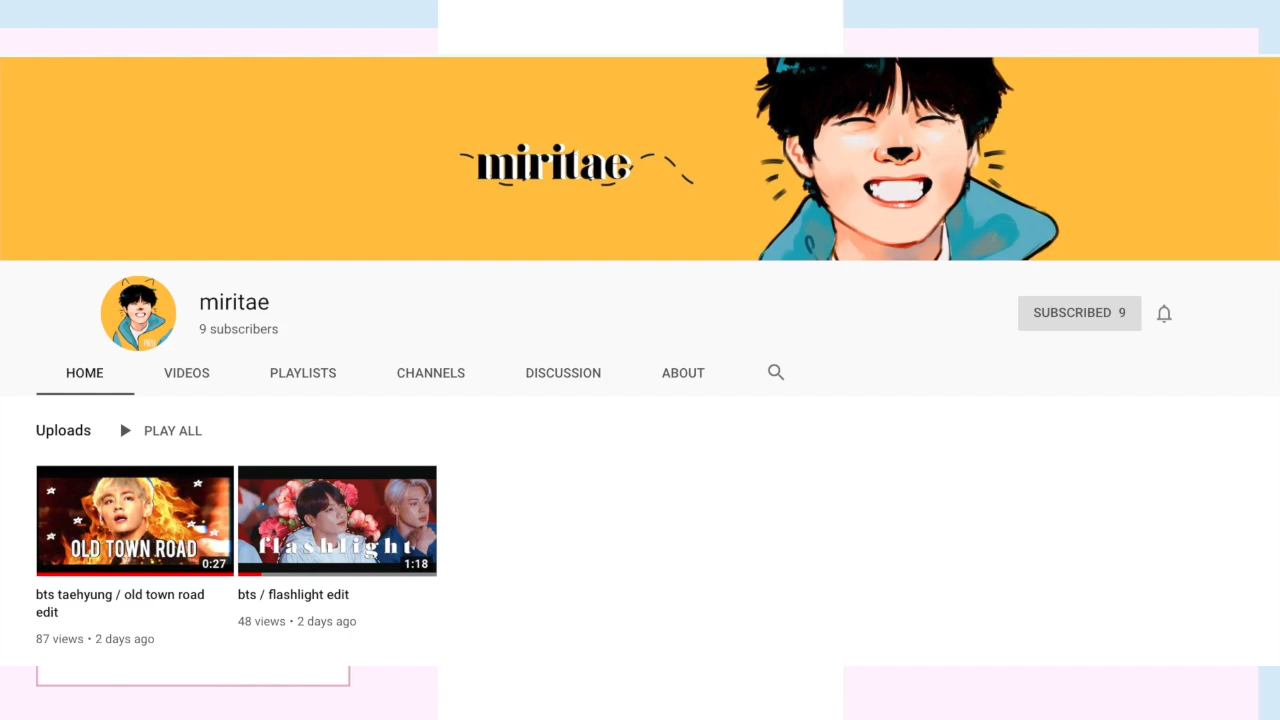 miritae
miritae
9 subscribers
SUBSCRIBED 9
HOME VIDEOS PLAYLISTS CHANNELS DISCUSSION ABOUT
Uploads PLAY ALL
OLD TOWN ROAD
0:27
flashlight
1:18
bts taehyung / old town road
edit
87 views • 2 days ago
bts / flashlight edit
48 views • 2 days ago